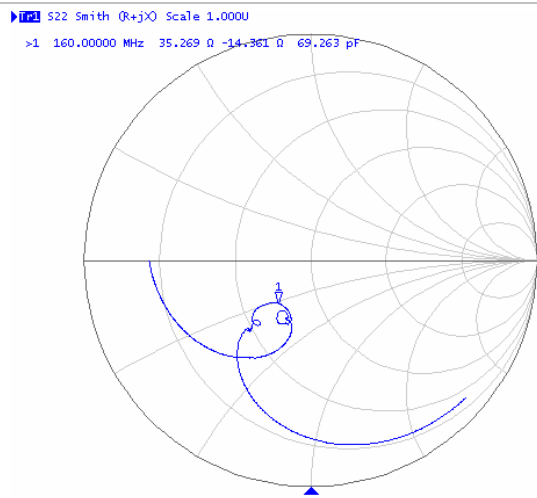 Tr1 S22 Smith (R+jX) Scale 1.000U
>1 160.00000 MHz 35.269 Ω -14.361 Ω 69.263 pF
1